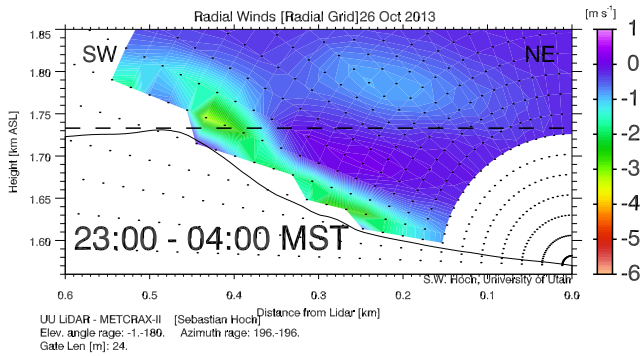 Radial Winds [Radial Grid]26 Oct 2013
[m s-1]
SW
NE
1.85
1.80
1.75
1.70
1.65
1.60
Height [km ASL]
1
0
-1
-2
-3
-4
-5
-6
23:00 - 04:00 MST
S.W. Hoch, University of Utah
0.6 0.5 0.4 0.3 0.2 0.1 0.0
Distance from Lidar [km]
UU LiDAR - METCRAX-II [Sebastian Hoch]
Elev. angle rage: -1.-180. Azimuth rage: 196.-196.
Gate Len [m]: 24.